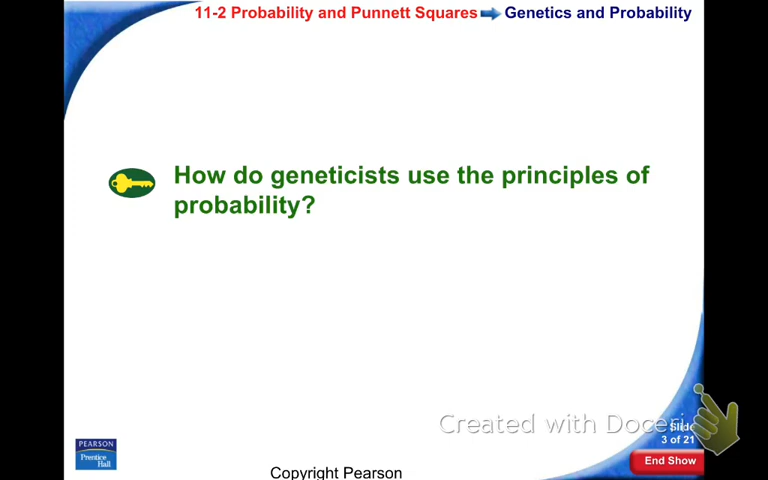 11-2 Probability and Punnett Squares Genetics and Probability
How do geneticists use the principles of
probability?
Created with Doceri
Slide
3 of 21
End Show
PEARSON
Prentice
Hall
Copyright Pearson